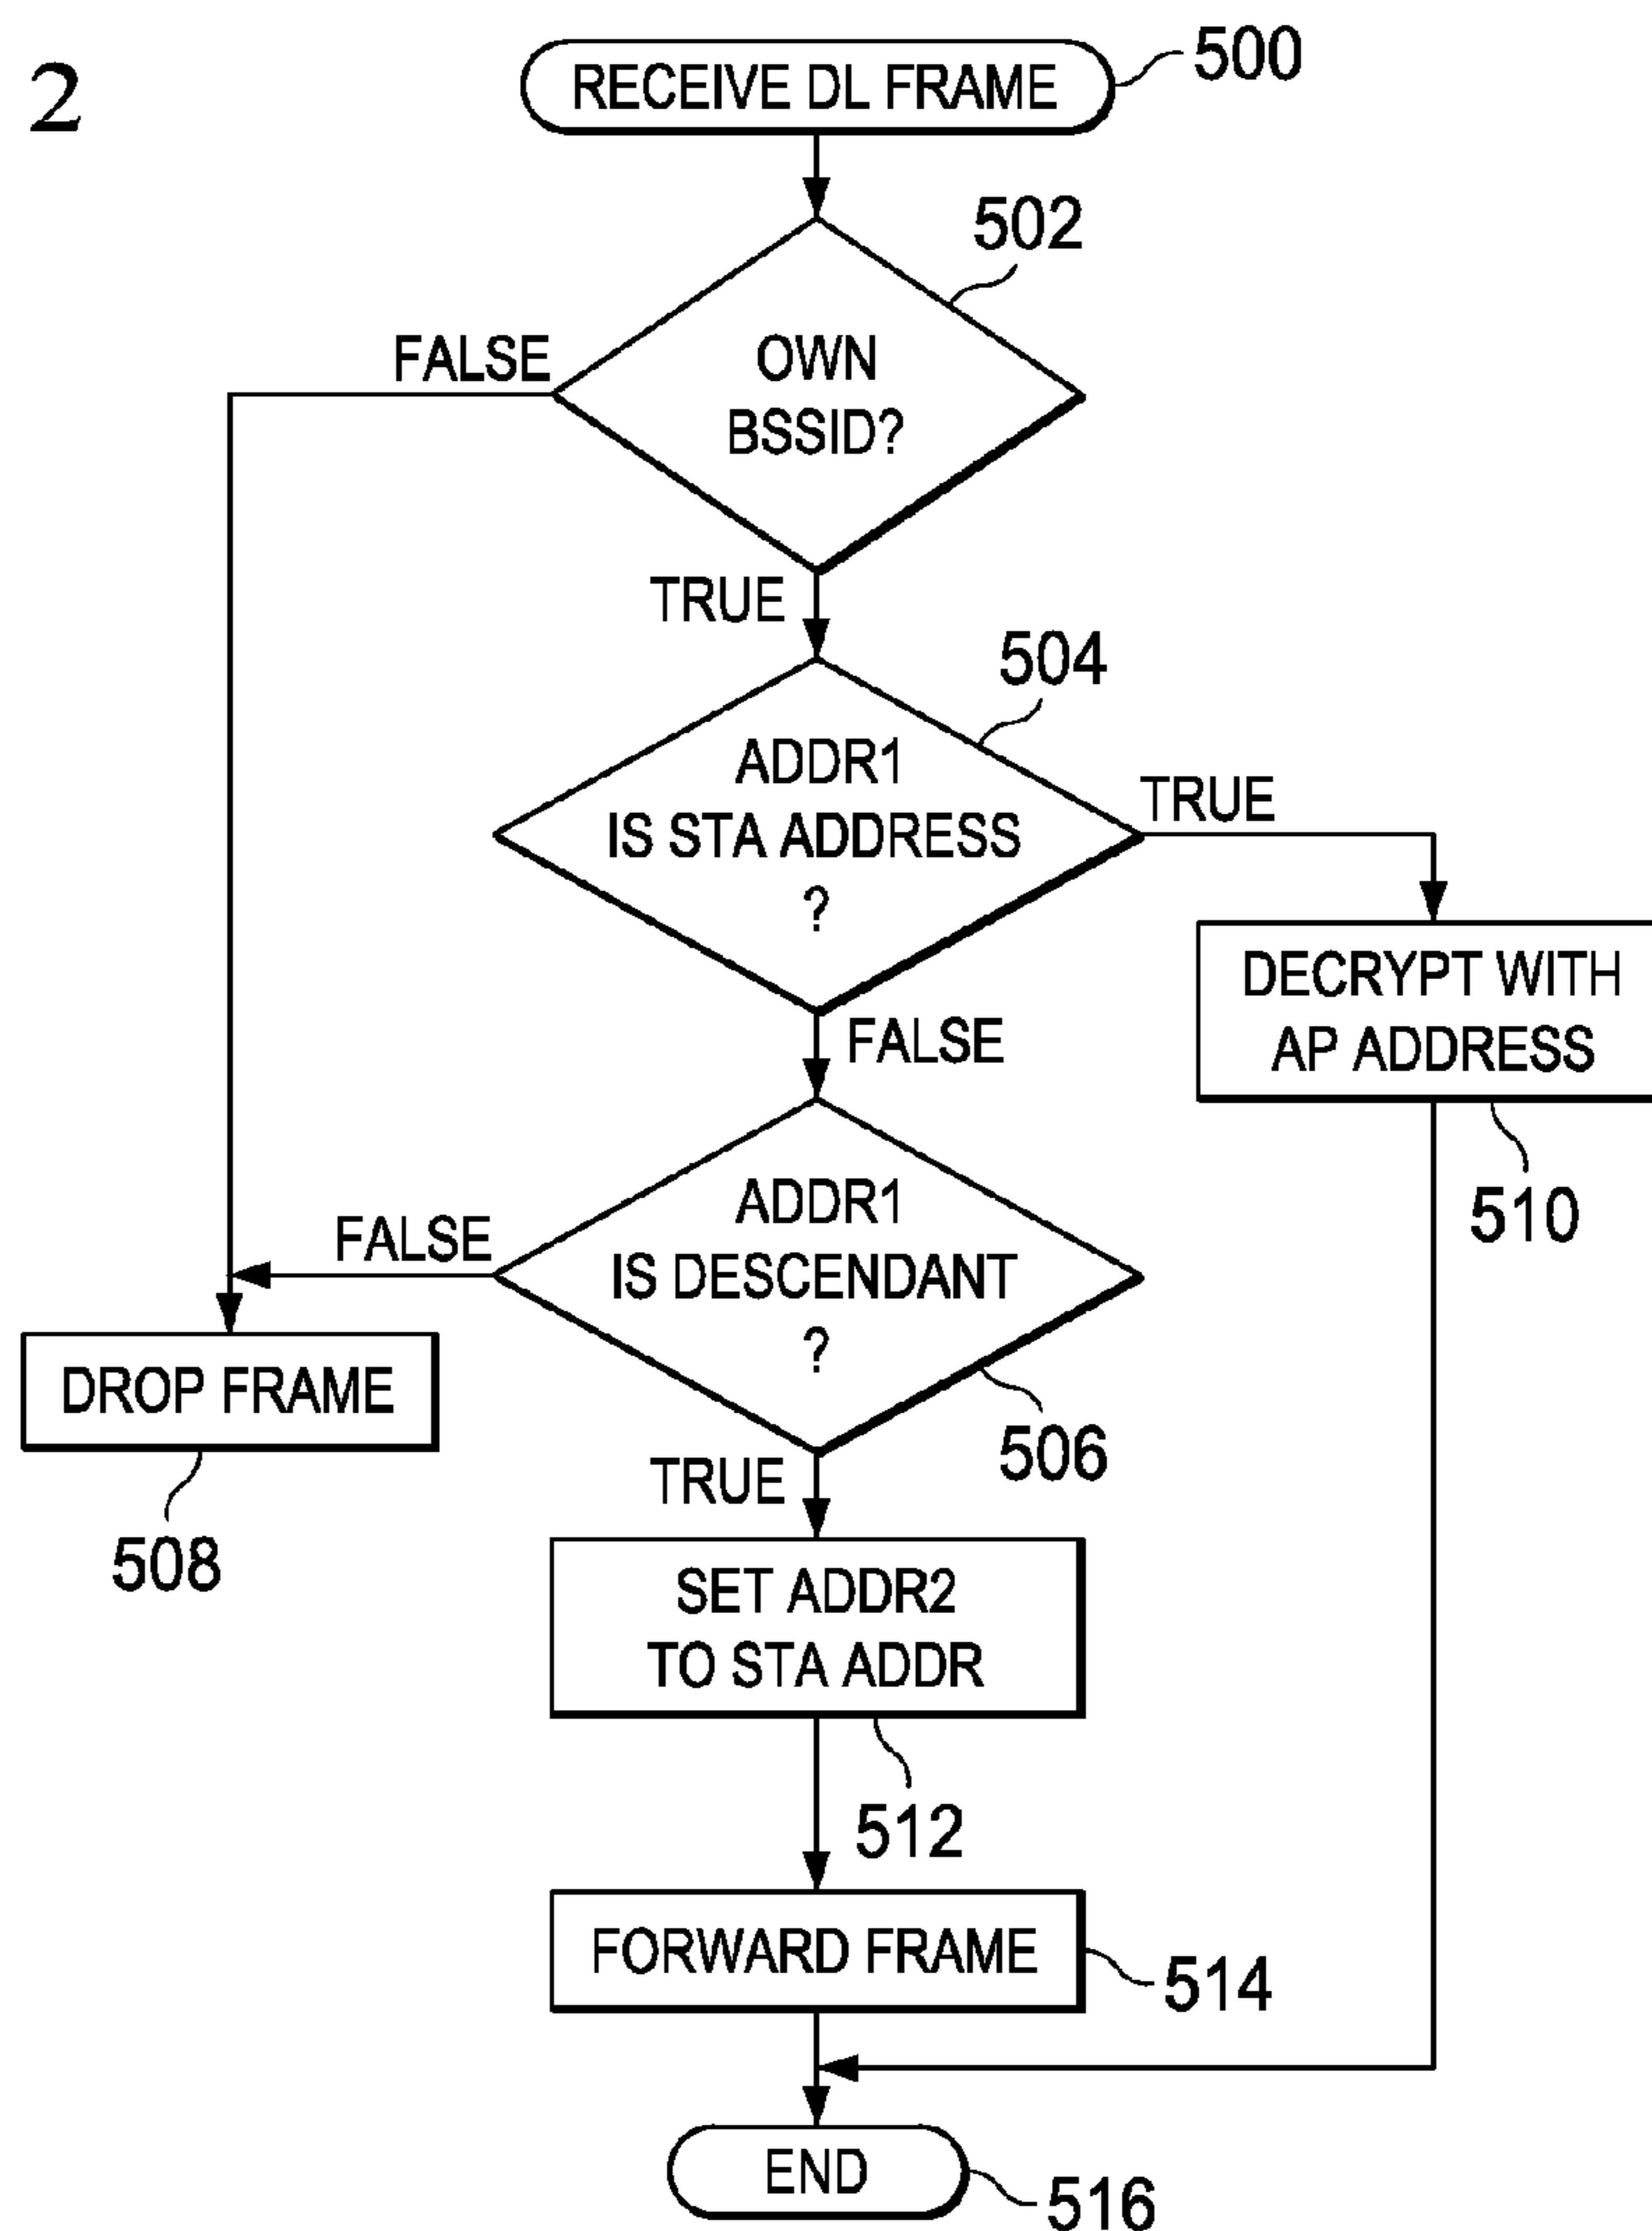 2
RECEIVE DL FRAME
500
502
OWN
BSSID?
FALSE
TRUE
504
ADDR1
IS STA ADDRESS
?
TRUE
DECRYPT WITH
AP ADDRESS
510
FALSE
ADDR1
IS DESCENDANT
?
506
FALSE
DROP FRAME
508
TRUE
SET ADDR2
TO STA ADDR
512
FORWARD FRAME
514
END
516